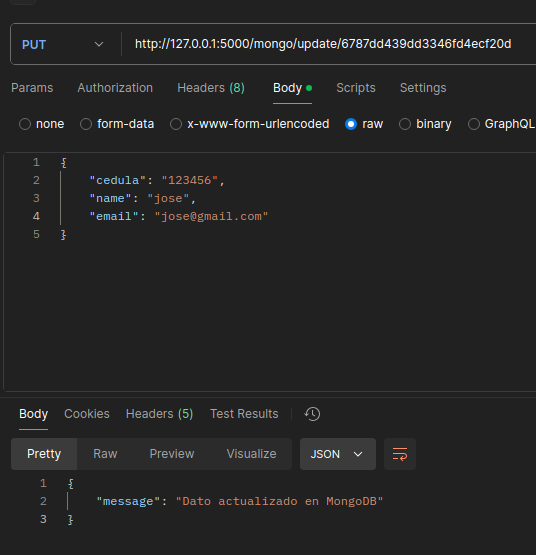 PUT http://127.0.0.1:5000/mongo/update/6787dd439dd3346fd4ecf20d
Params Authorization Headers (8) Body Scripts Settings
none form-data x-www-form-urlencoded raw binary GraphQL
1 {
2 "cedula": "123456",
3 "name": "jose",
4 "email": "jose@gmail.com"
5 }
Body Cookies Headers (5) Test Results
Pretty Raw Preview Visualize JSON
1 {
2 "message": "Dato actualizado en MongoDB"
3 }